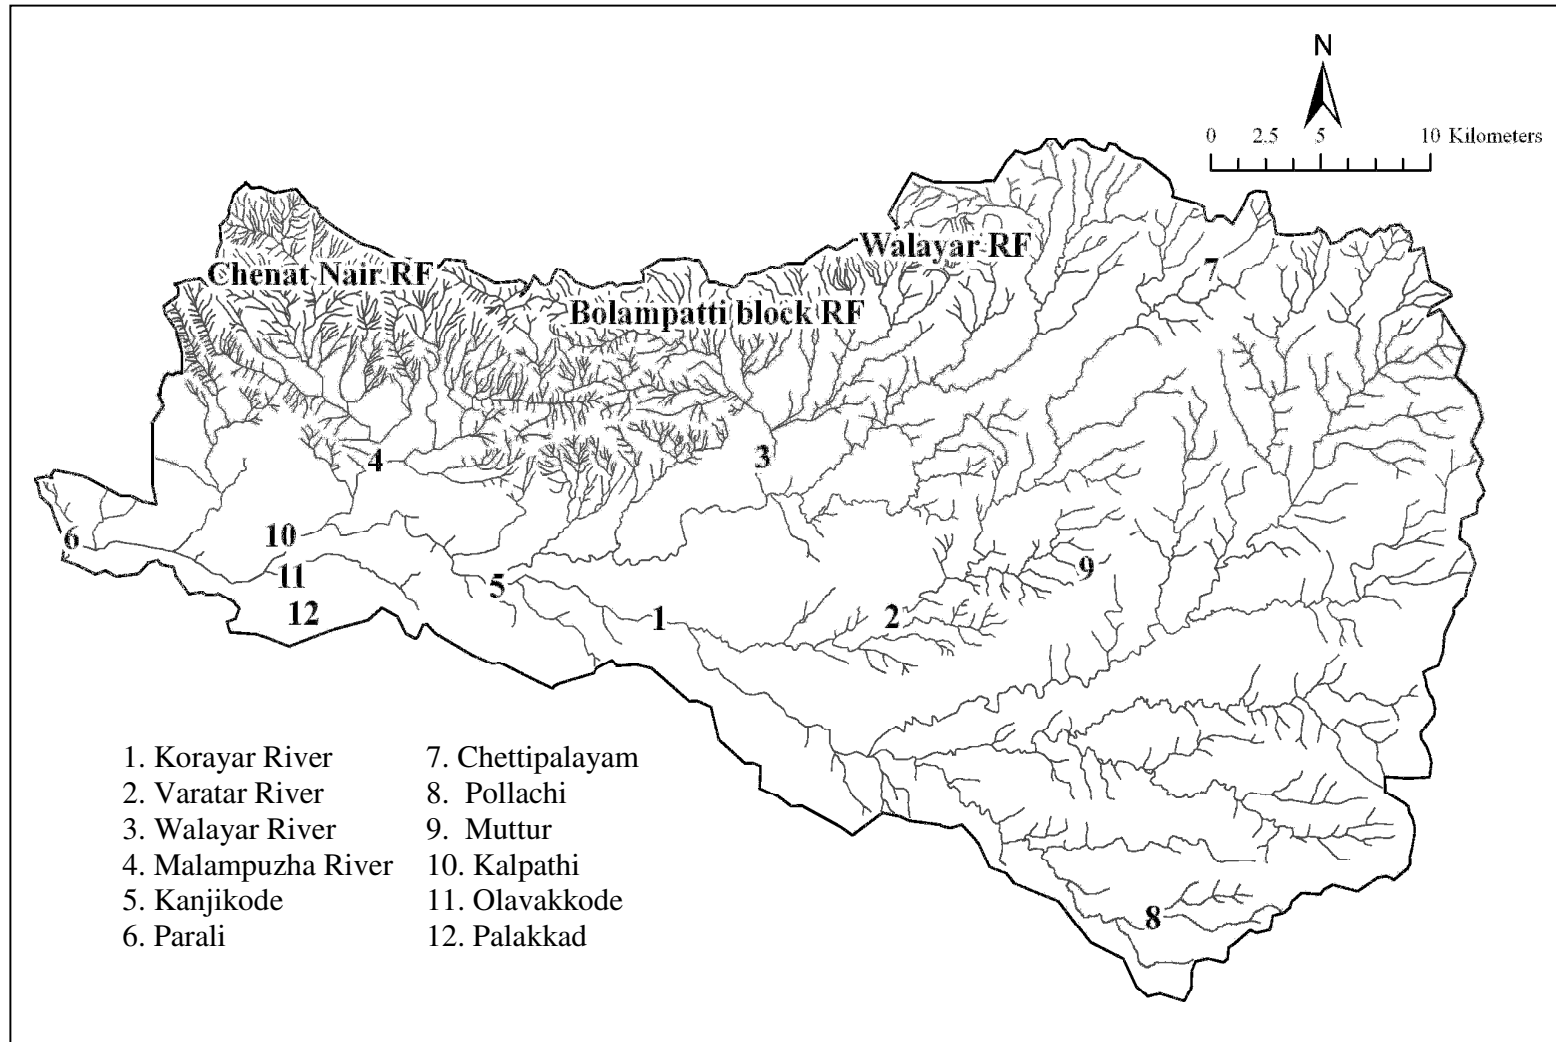 N
0 2.5 5 10 Kilometers
Walayar RF
Chenat Nair RF
7
Bolampatti block RF
4
3
10
6
11
9
5
12
1
2
1. Korayar River
2. Varatar River
3. Walayar River
4. Malampuzha River
5. Kanjikode
6. Parali
7. Chettipalayam
8. Pollachi
9. Muttur
10. Kalpathi
11. Olavakkode
12. Palakkad
8